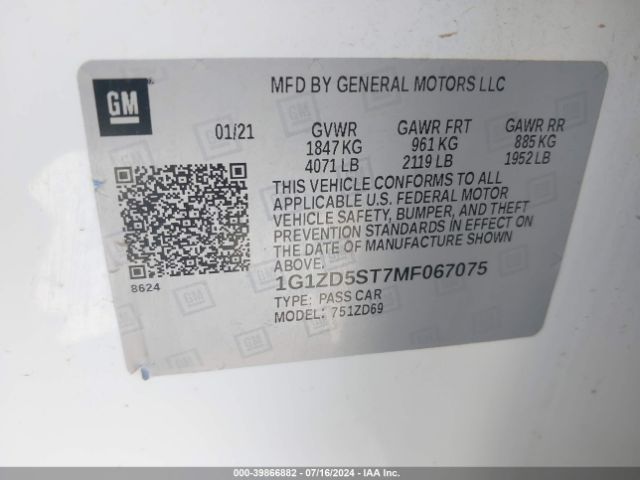 GM
MFD BY GENERAL MOTORS LLC
01/21 GVWR GAWR FRT GAWR RR
1847 KG 961 KG 885 KG
4071 LB 2119 LB 1952 LB
THIS VEHICLE CONFORMS TO ALL
APPLICABLE U.S. FEDERAL MOTOR
VEHICLE SAFETY, BUMPER, AND THEFT
PREVENTION STANDARDS IN EFFECT ON
THE DATE OF MANUFACTURE SHOWN
ABOVE.
8624
1G1ZD5ST7MF067075
TYPE: PASS CAR
MODEL: 751ZD69
000-39866882 - 07/16/2024 - IAA Inc.